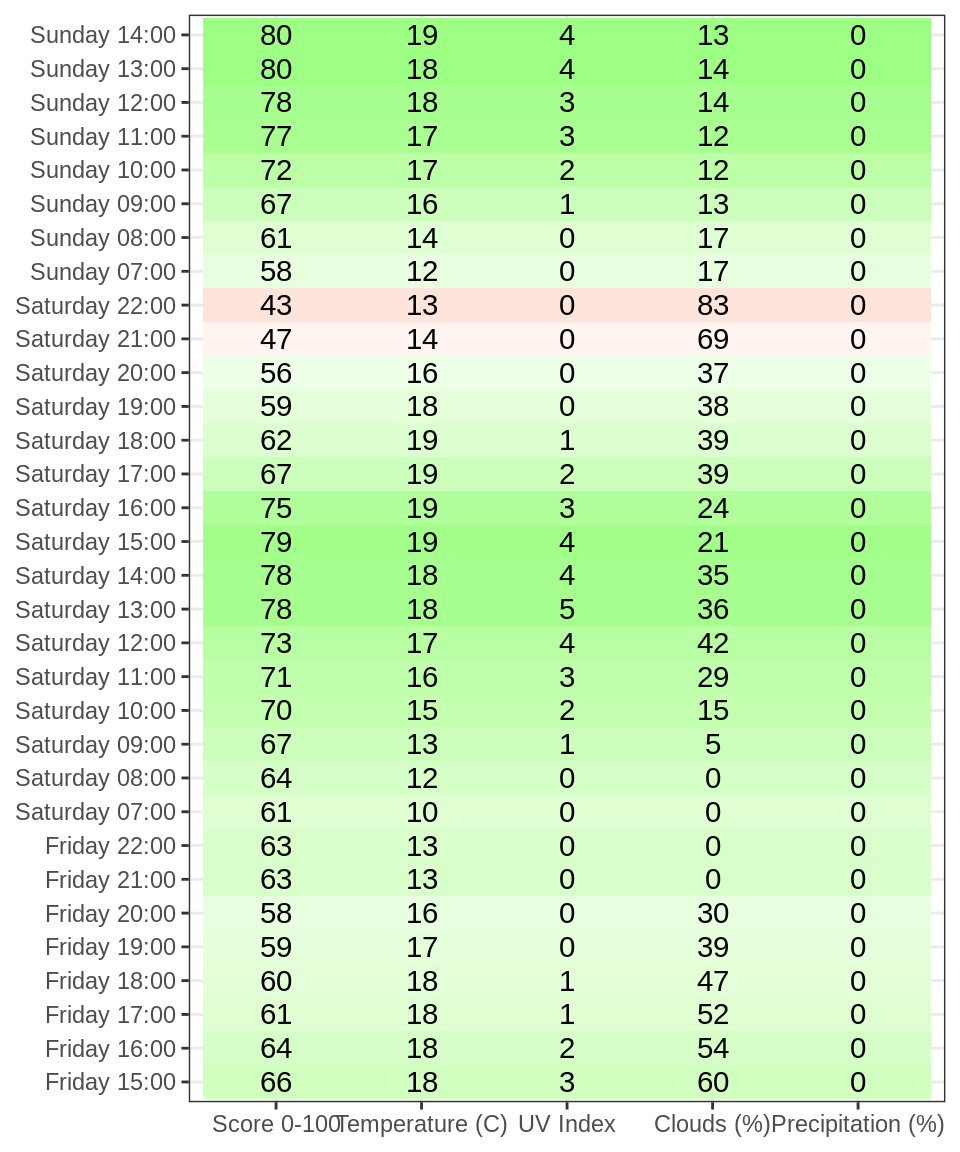 Sunday 14:00 80 19 4 13 0
Sunday 13:00 80 18 4 14 0
Sunday 12:00 78 18 3 14 0
Sunday 11:00 77 17 3 12 0
Sunday 10:00 72 17 2 12 0
Sunday 09:00 67 16 1 13 0
Sunday 08:00 61 14 0 17 0
Sunday 07:00 58 12 0 17 0
Saturday 22:00 43 13 0 83 0
Saturday 21:00 47 14 0 69 0
Saturday 20:00 56 16 0 37 0
Saturday 19:00 59 18 0 38 0
Saturday 18:00 62 19 1 39 0
Saturday 17:00 67 19 2 39 0
Saturday 16:00 75 19 3 24 0
Saturday 15:00 79 19 4 21 0
Saturday 14:00 78 18 4 35 0
Saturday 13:00 78 18 5 36 0
Saturday 12:00 73 17 4 42 0
Saturday 11:00 71 16 3 29 0
Saturday 10:00 70 15 2 15 0
Saturday 09:00 67 13 1 5 0
Saturday 08:00 64 12 0 0 0
Saturday 07:00 61 10 0 0 0
Friday 22:00 63 13 0 0 0
Friday 21:00 63 13 0 0 0
Friday 20:00 58 16 0 30 0
Friday 19:00 59 17 0 39 0
Friday 18:00 60 18 1 47 0
Friday 17:00 61 18 1 52 0
Friday 16:00 64 18 2 54 0
Friday 15:00 66 18 3 60 0
Score 0-100 Temperature (C) UV Index Clouds (%) Precipitation (%)